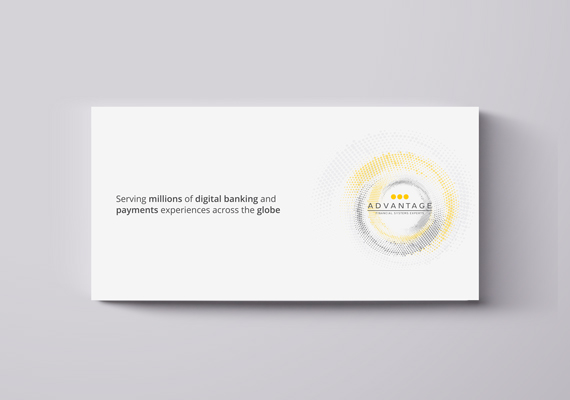 Serving millions of digital banking and
payments experiences across the globe
ADVANTAGE
FINANCIAL SYSTEMS EXPERTS